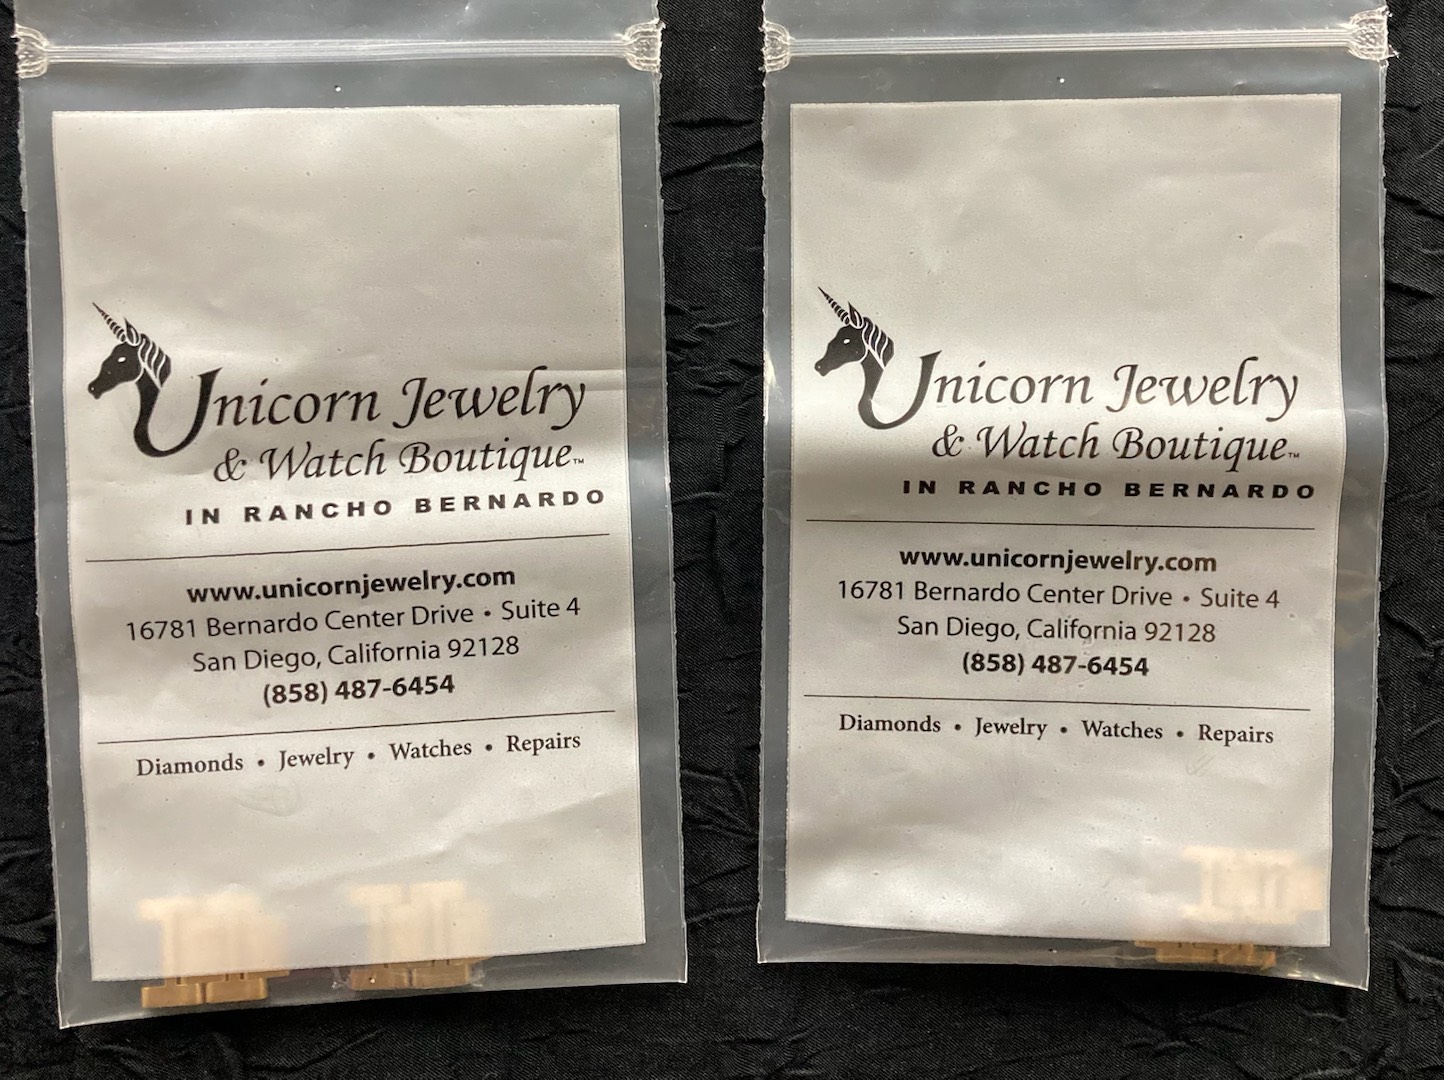 Unicorn Jewelry
& Watch Boutique™
IN RANCHO BERNARDO
www.unicornjewelry.com
16781 Bernardo Center Drive • Suite 4
San Diego, California 92128
(858) 487-6454
Diamonds • Jewelry • Watches • Repairs
Unicorn Jewelry
& Watch Boutique™
IN RANCHO BERNARDO
www.unicornjewelry.com
16781 Bernardo Center Drive • Suite 4
San Diego, California 92128
(858) 487-6454
Diamonds • Jewelry • Watches • Repairs